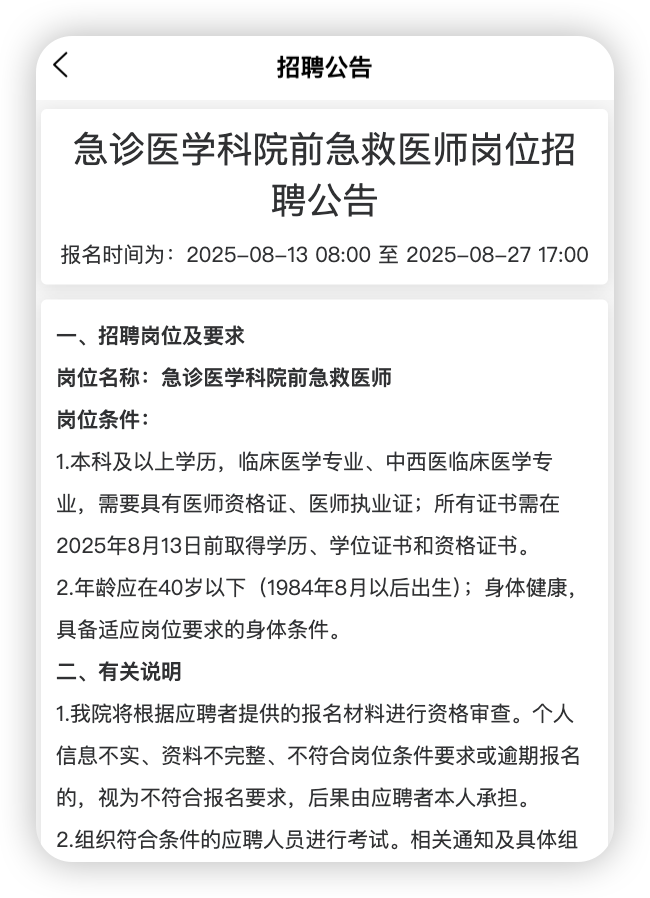 招聘公告
急诊医学科院前急救医师岗位招
聘公告
报名时间为：2025-08-13 08:00 至 2025-08-27 17:00
一、招聘岗位及要求
岗位名称：急诊医学科院前急救医师
岗位条件：
1.本科及以上学历，临床医学专业、中西医临床医学专
业，需要具有医师资格证、医师执业证；所有证书需在
2025年8月13日前取得学历、学位证书和资格证书。
2.年龄应在40岁以下（1984年8月以后出生）；身体健康，
具备适应岗位要求的身体条件。
二、有关说明
1.我院将根据应聘者提供的报名材料进行资格审查。个人
信息不实、资料不完整、不符合岗位条件要求或逾期报名
的，视为不符合报名要求，后果由应聘者本人承担。
2.组织符合条件的应聘人员进行考试。相关通知及具体组